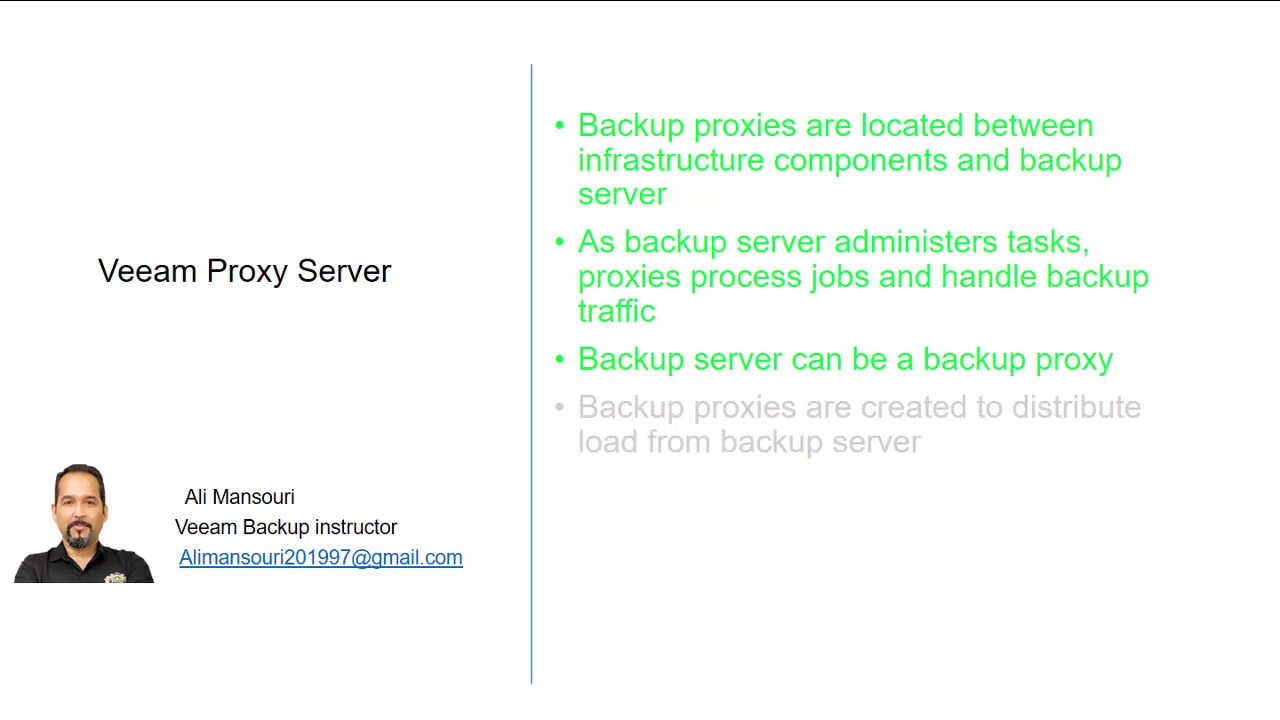 Veeam Proxy Server
• Backup proxies are located between
infrastructure components and backup
server
• As backup server administers tasks,
proxies process jobs and handle backup
traffic
• Backup server can be a backup proxy
• Backup proxies are created to distribute
load from backup server
Ali Mansouri
Veeam Backup instructor
Alimansouri201997@gmail.com